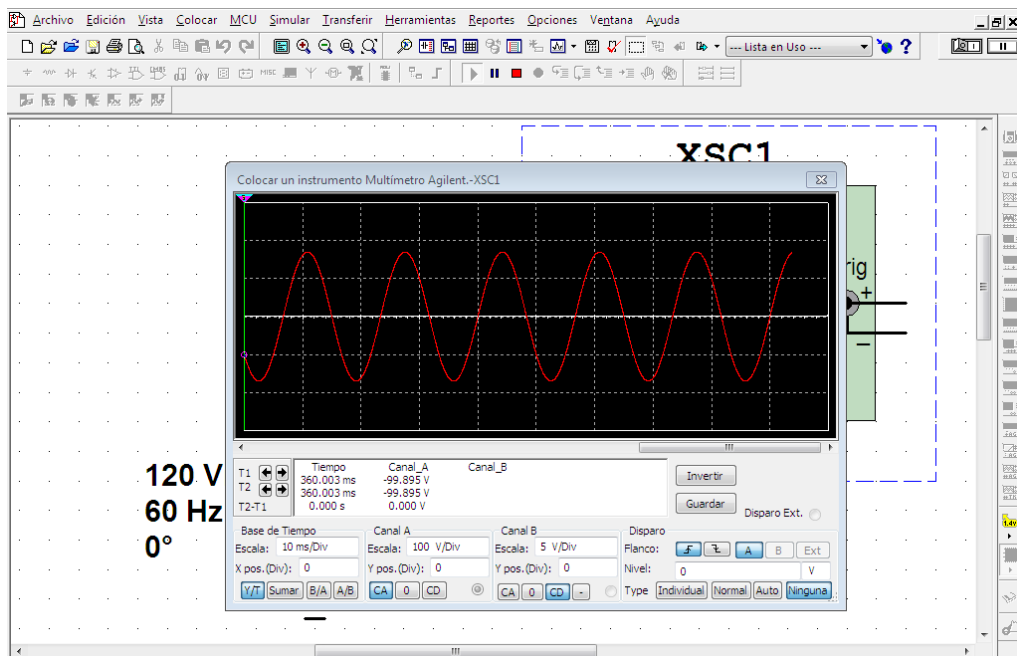 Archivo Edición Vista Colocar MCU Simular Transferir Herramientas Reportes Opciones Ventana Ayuda
--- Lista en Uso ---
MISC
XSC1
Colocar un instrumento Multímetro Agilent.-XSC1
rig
+
−
120 V
60 Hz
0°
Tiempo Canal_A Canal_B
T1 360.003 ms -99.895 V
T2 360.003 ms -99.895 V
T2-T1 0.000 s 0.000 V
Invertir
Guardar
Disparo Ext.
Base de Tiempo Canal A Canal B Disparo
Escala: 10 ms/Div Escala: 100 V/Div Escala: 5 V/Div Flanco: A B Ext
X pos.(Div): 0 Y pos.(Div): 0 Y pos.(Div): 0 Nivel: 0 V
Y/T Sumar B/A A/B CA 0 CD CA 0 CD - Type Individual Normal Auto Ninguna
1.4v